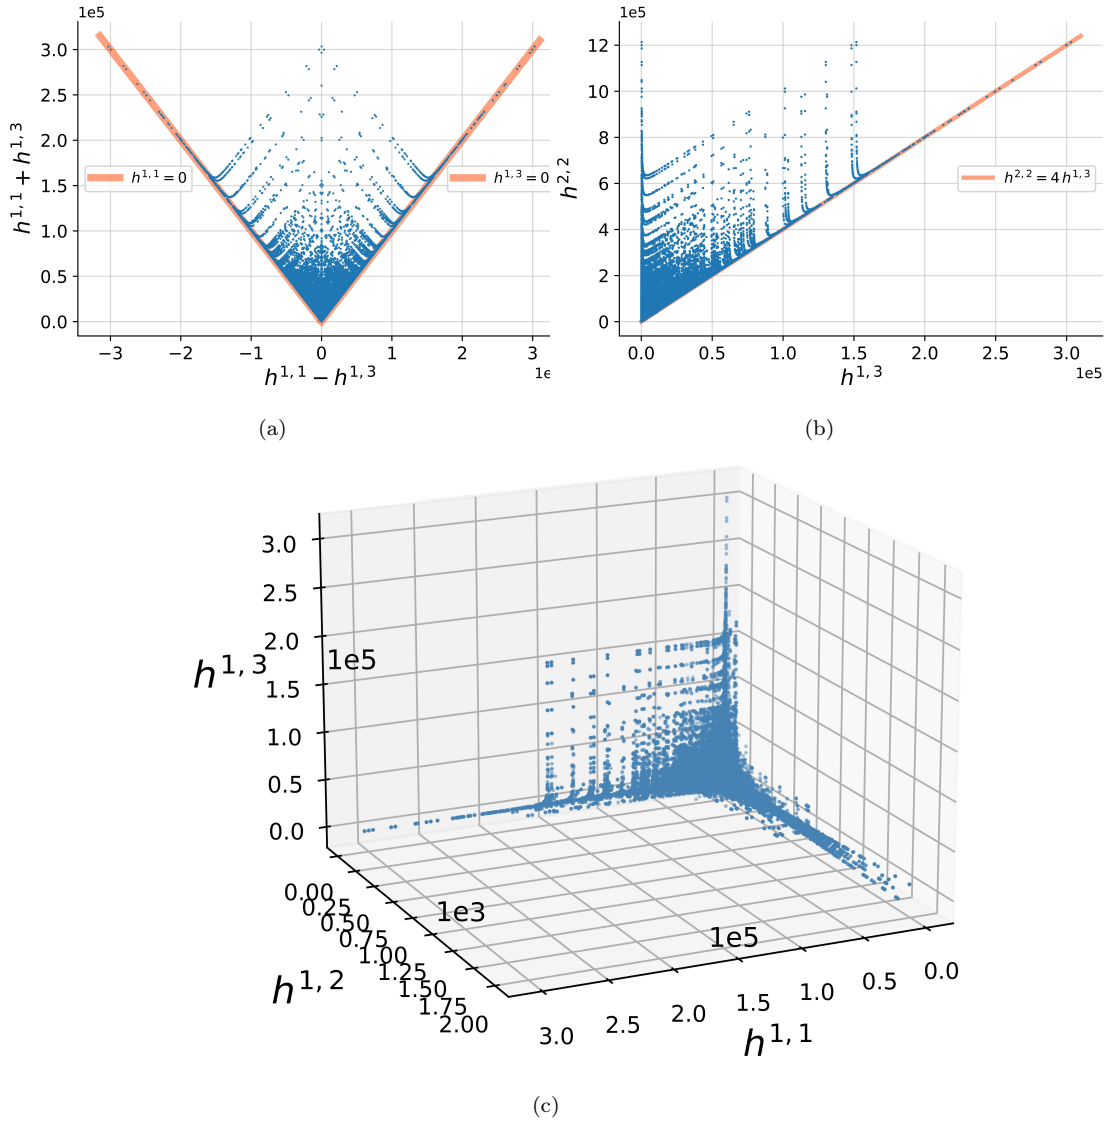 1e5
3.0
2.5
2.0
1.5
1.0
0.5
0.0
h^{1,1} + h^{1,3}
h^{1,1} = 0
h^{1,3} = 0
−3 −2 −1 0 1 2 3
1e
h^{1,1} − h^{1,3}
(a)
1e5
12
10
8
6
4
2
0
h^{2,2}
h^{2,2} = 4 h^{1,3}
0.0 0.5 1.0 1.5 2.0 2.5 3.0
1e5
h^{1,3}
(b)
3.0
2.5
2.0
1.5
1.0
0.5
0.0
h^{1,3}
1e5
0.00
0.25
0.50
0.75
1.00
1.25
1.50
1.75
2.00
1e3
h^{1,2}
1e5
3.0 2.5 2.0 1.5 1.0 0.5 0.0
h^{1,1}
(c)